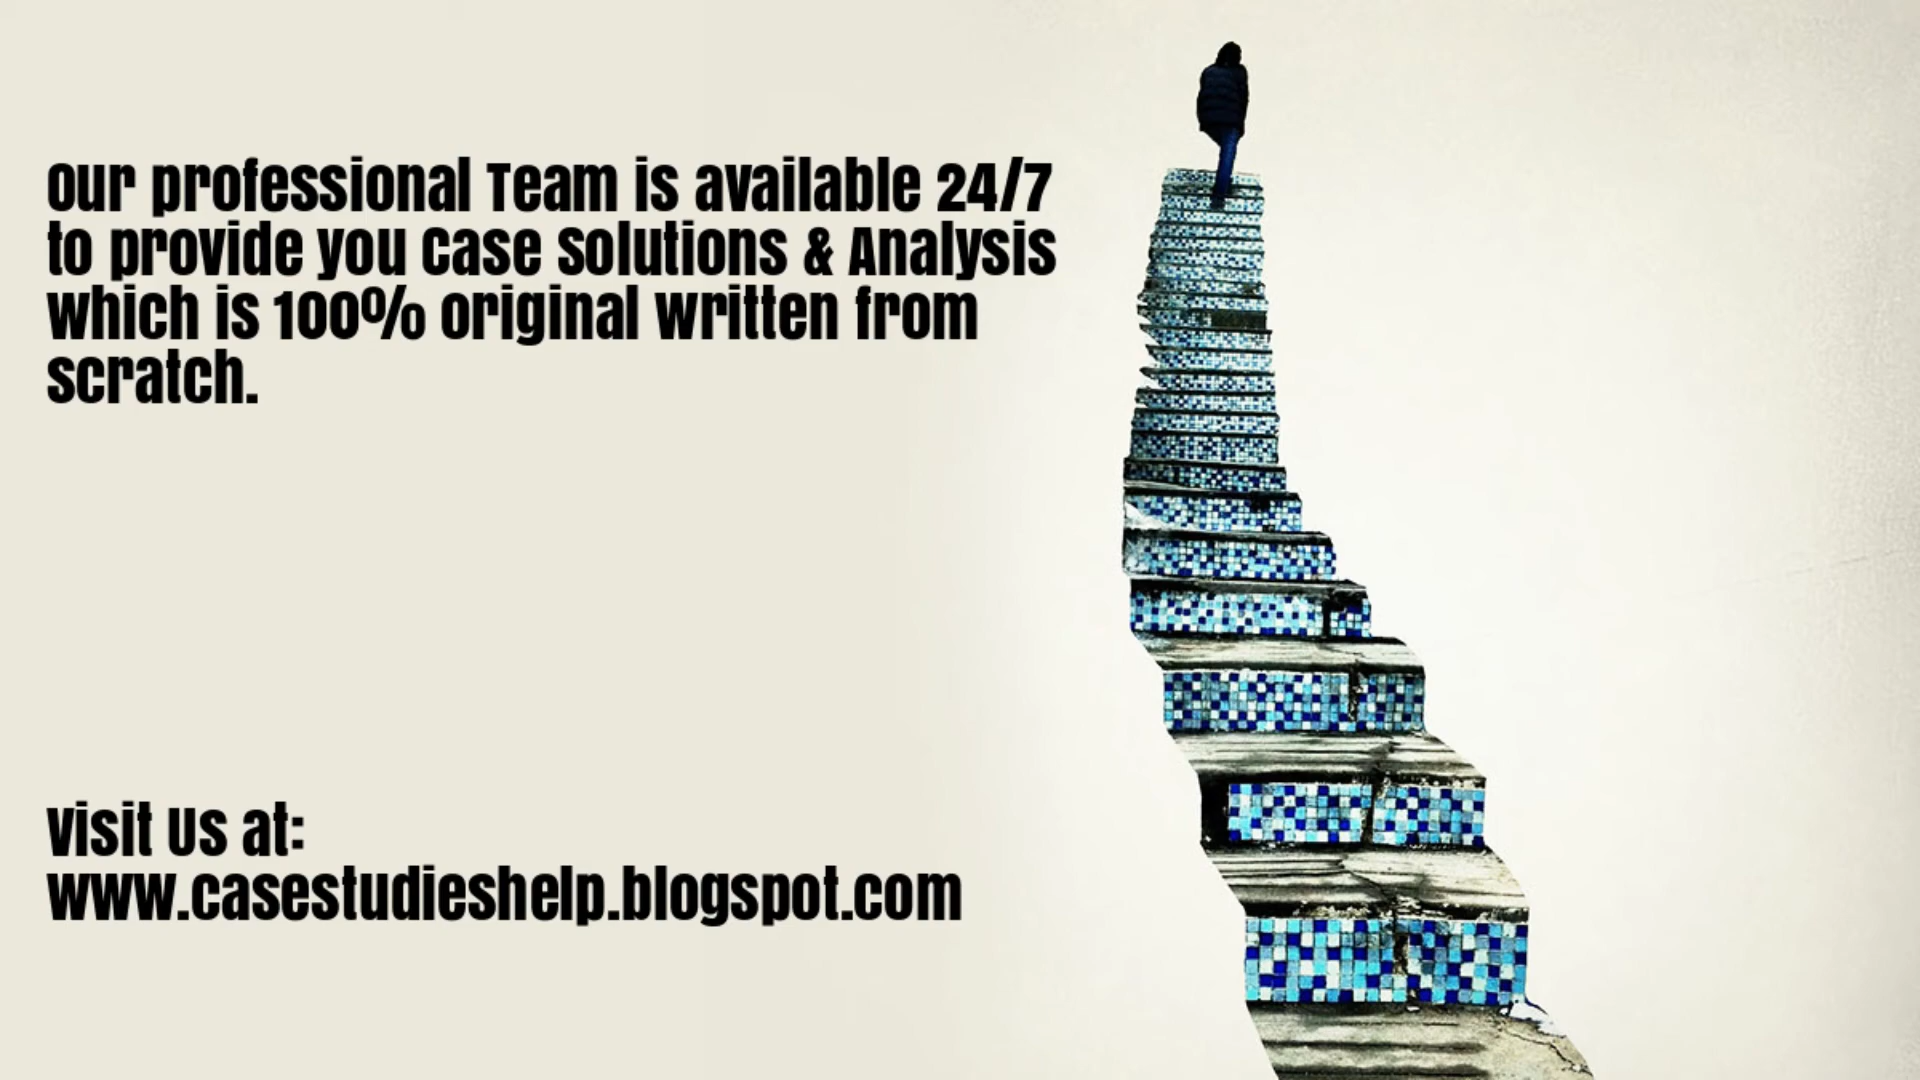 Our professional Team is available 24/7
to provide you Case Solutions & Analysis
which is 100% original written from
scratch.
Visit Us at:
www.casestudieshelp.blogspot.com